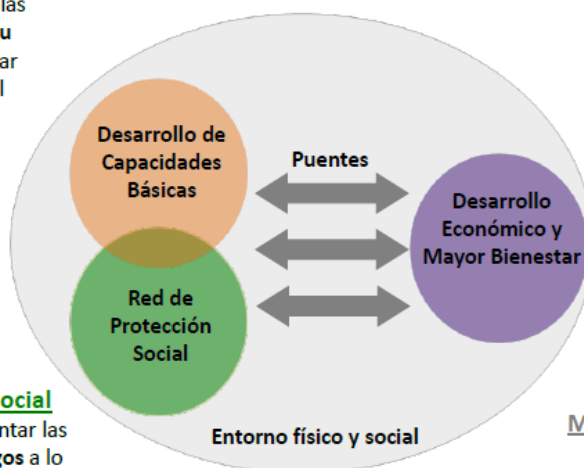 las
u
ar
l
Desarrollo de
Capacidades
Básicas
Puentes
Desarrollo
Económico y
Mayor Bienestar
Red de
Protección
Social
ocial
ntar las
gos a lo
Entorno físico y social
M